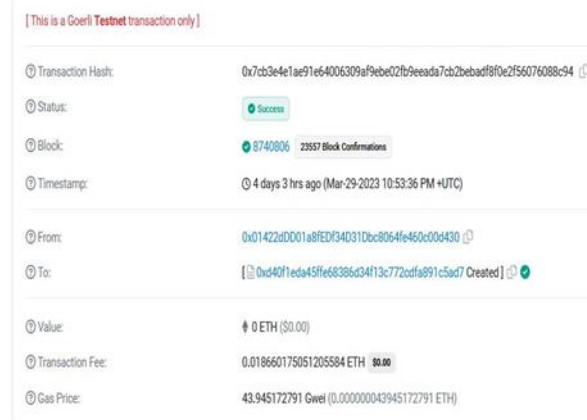 [ This is a Goerli Testnet transaction only ]
Transaction Hash: 0x7cb3e4e1ae91e64006309af9ebe02fb9eeada7cb2bebadf8f0e2f56076088c94
Status: Success
Block: 8740806 23557 Block Confirmations
Timestamp: 4 days 3 hrs ago (Mar-29-2023 10:53:36 PM +UTC)
From: 0x01422dDD01a8fEDf34D31Dbc8064fe460c00d430
To: [ 0xd40f1eda45ffe68386d34f13c772cdfa891c5ad7 Created ]
Value: 0 ETH ($0.00)
Transaction Fee: 0.018660175051205584 ETH $0.00
Gas Price: 43.945172791 Gwei (0.000000043945172791 ETH)